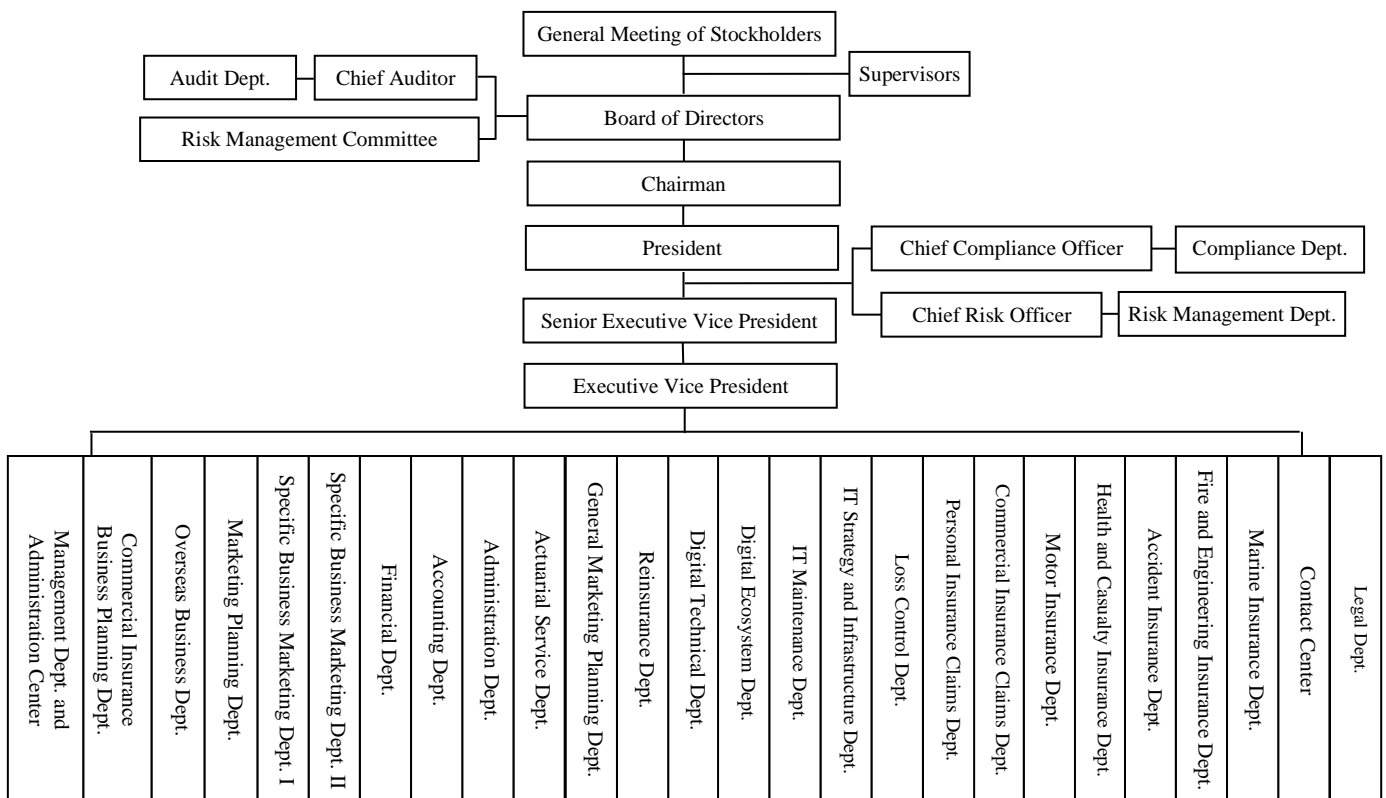 General Meeting of Stockholders
Supervisors
Audit Dept.
Chief Auditor
Board of Directors
Risk Management Committee
Chairman
President
Chief Compliance Officer
Compliance Dept.
Senior Executive Vice President
Chief Risk Officer
Risk Management Dept.
Executive Vice President
Management Dept. and
Administration Center
Commercial Insurance
Business Planning Dept.
Overseas Business Dept.
Marketing Planning Dept.
Specific Business Marketing Dept. I
Specific Business Marketing Dept. II
Financial Dept.
Accounting Dept.
Administration Dept.
Actuarial Service Dept.
General Marketing Planning Dept.
Reinsurance Dept.
Digital Technical Dept.
Digital Ecosystem Dept.
IT Maintenance Dept.
IT Strategy and Infrastructure Dept.
Loss Control Dept.
Personal Insurance Claims Dept.
Commercial Insurance Claims Dept.
Motor Insurance Dept.
Health and Casualty Insurance Dept.
Accident Insurance Dept.
Fire and Engineering Insurance Dept.
Marine Insurance Dept.
Contact Center
Legal Dept.